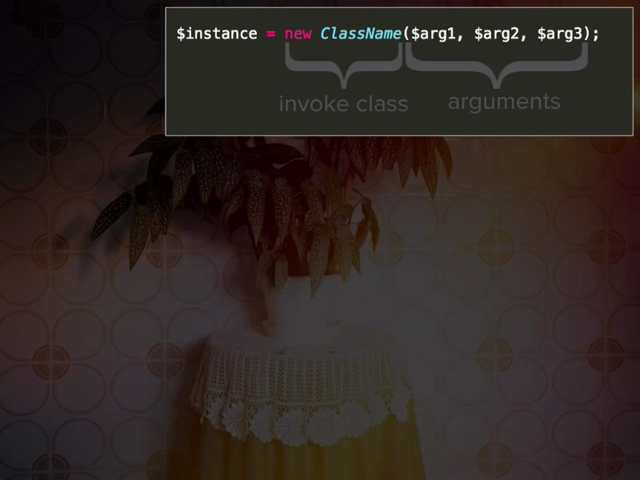 $instance = new ClassName($arg1, $arg2, $arg3);
invoke class arguments